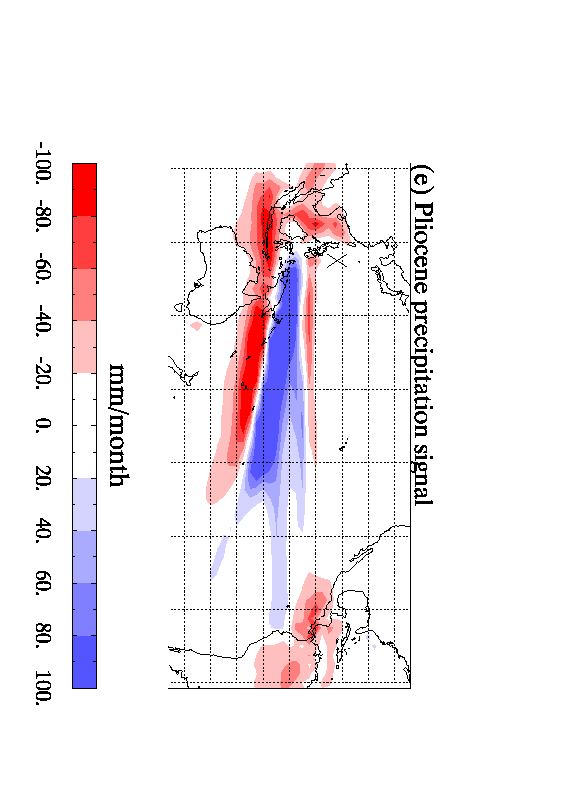 (e) Pliocene precipitation signal
mm/month
-100. -80. -60. -40. -20. 0. 20. 40. 60. 80. 100.